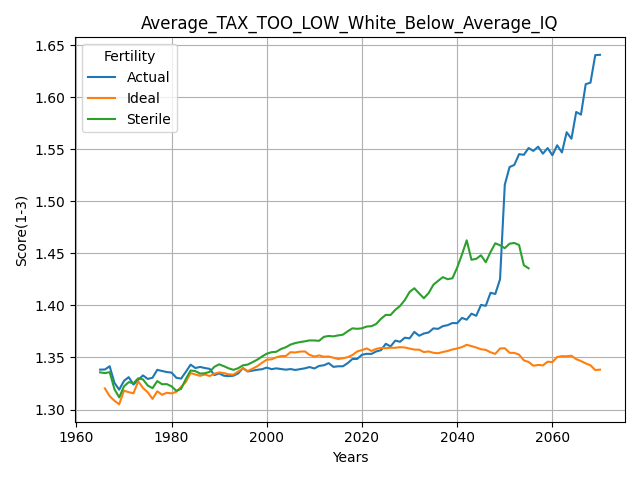 Average_TAX_TOO_LOW_White_Below_Average_IQ
Fertility
Actual
Ideal
Sterile
Score(1-3)
1.65
1.60
1.55
1.50
1.45
1.40
1.35
1.30
1960
1980
2000
2020
2040
2060
Years